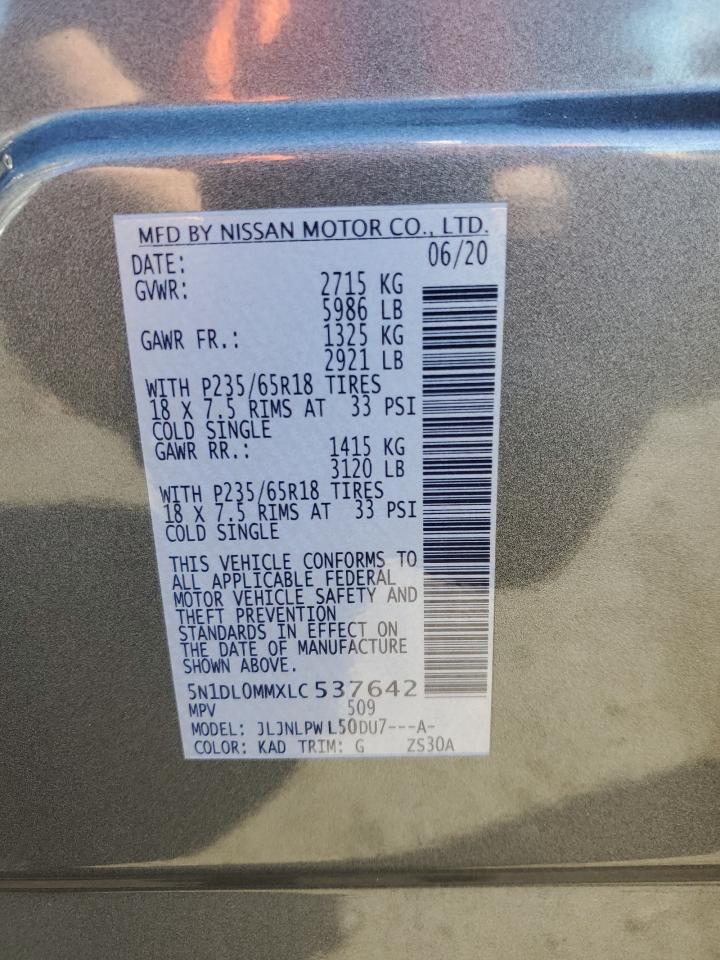 MFD BY NISSAN MOTOR CO., LTD.
DATE: 06/20
GVWR: 2715 KG
5986 LB
GAWR FR.: 1325 KG
2921 LB
WITH P235/65R18 TIRES
18 X 7.5 RIMS AT 33 PSI
COLD SINGLE
GAWR RR.: 1415 KG
3120 LB
WITH P235/65R18 TIRES
18 X 7.5 RIMS AT 33 PSI
COLD SINGLE
THIS VEHICLE CONFORMS TO
ALL APPLICABLE FEDERAL
MOTOR VEHICLE SAFETY AND
THEFT PREVENTION
STANDARDS IN EFFECT ON
THE DATE OF MANUFACTURE
SHOWN ABOVE.
5N1DL0MMXLC537642
MPV 509
MODEL: JLJNLPWL50DU7---A-
COLOR: KAD TRIM: G ZS30A